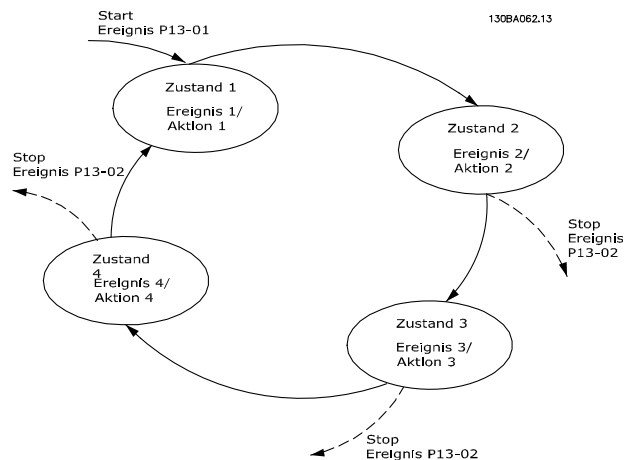 Start
Ereignis P13-01
130BA062.13
Zustand 1
Ereignis 1/
Aktion 1
Zustand 2
Ereignis 2/
Aktion 2
Stop
Ereignis P13-02
Stop
Ereignis
P13-02
Zustand
4
Ereignis 4/
Aktion 4
Zustand 3
Ereignis 3/
Aktion 3
Stop
Ereignis P13-02